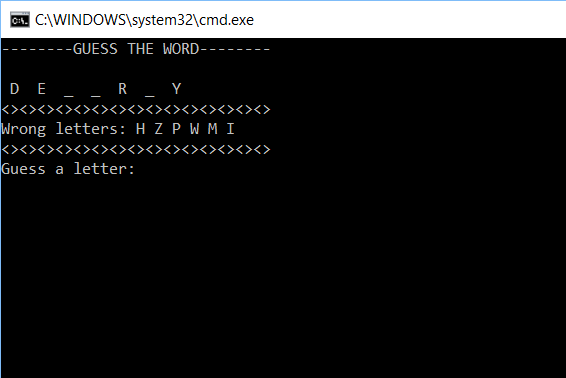 C:\WINDOWS\system32\cmd.exe
--------GUESS THE WORD--------
D E _ _ R _ Y
<><><><><><><><><><><><><><><>
Wrong letters: H Z P W M I
<><><><><><><><><><><><><><><>
Guess a letter: